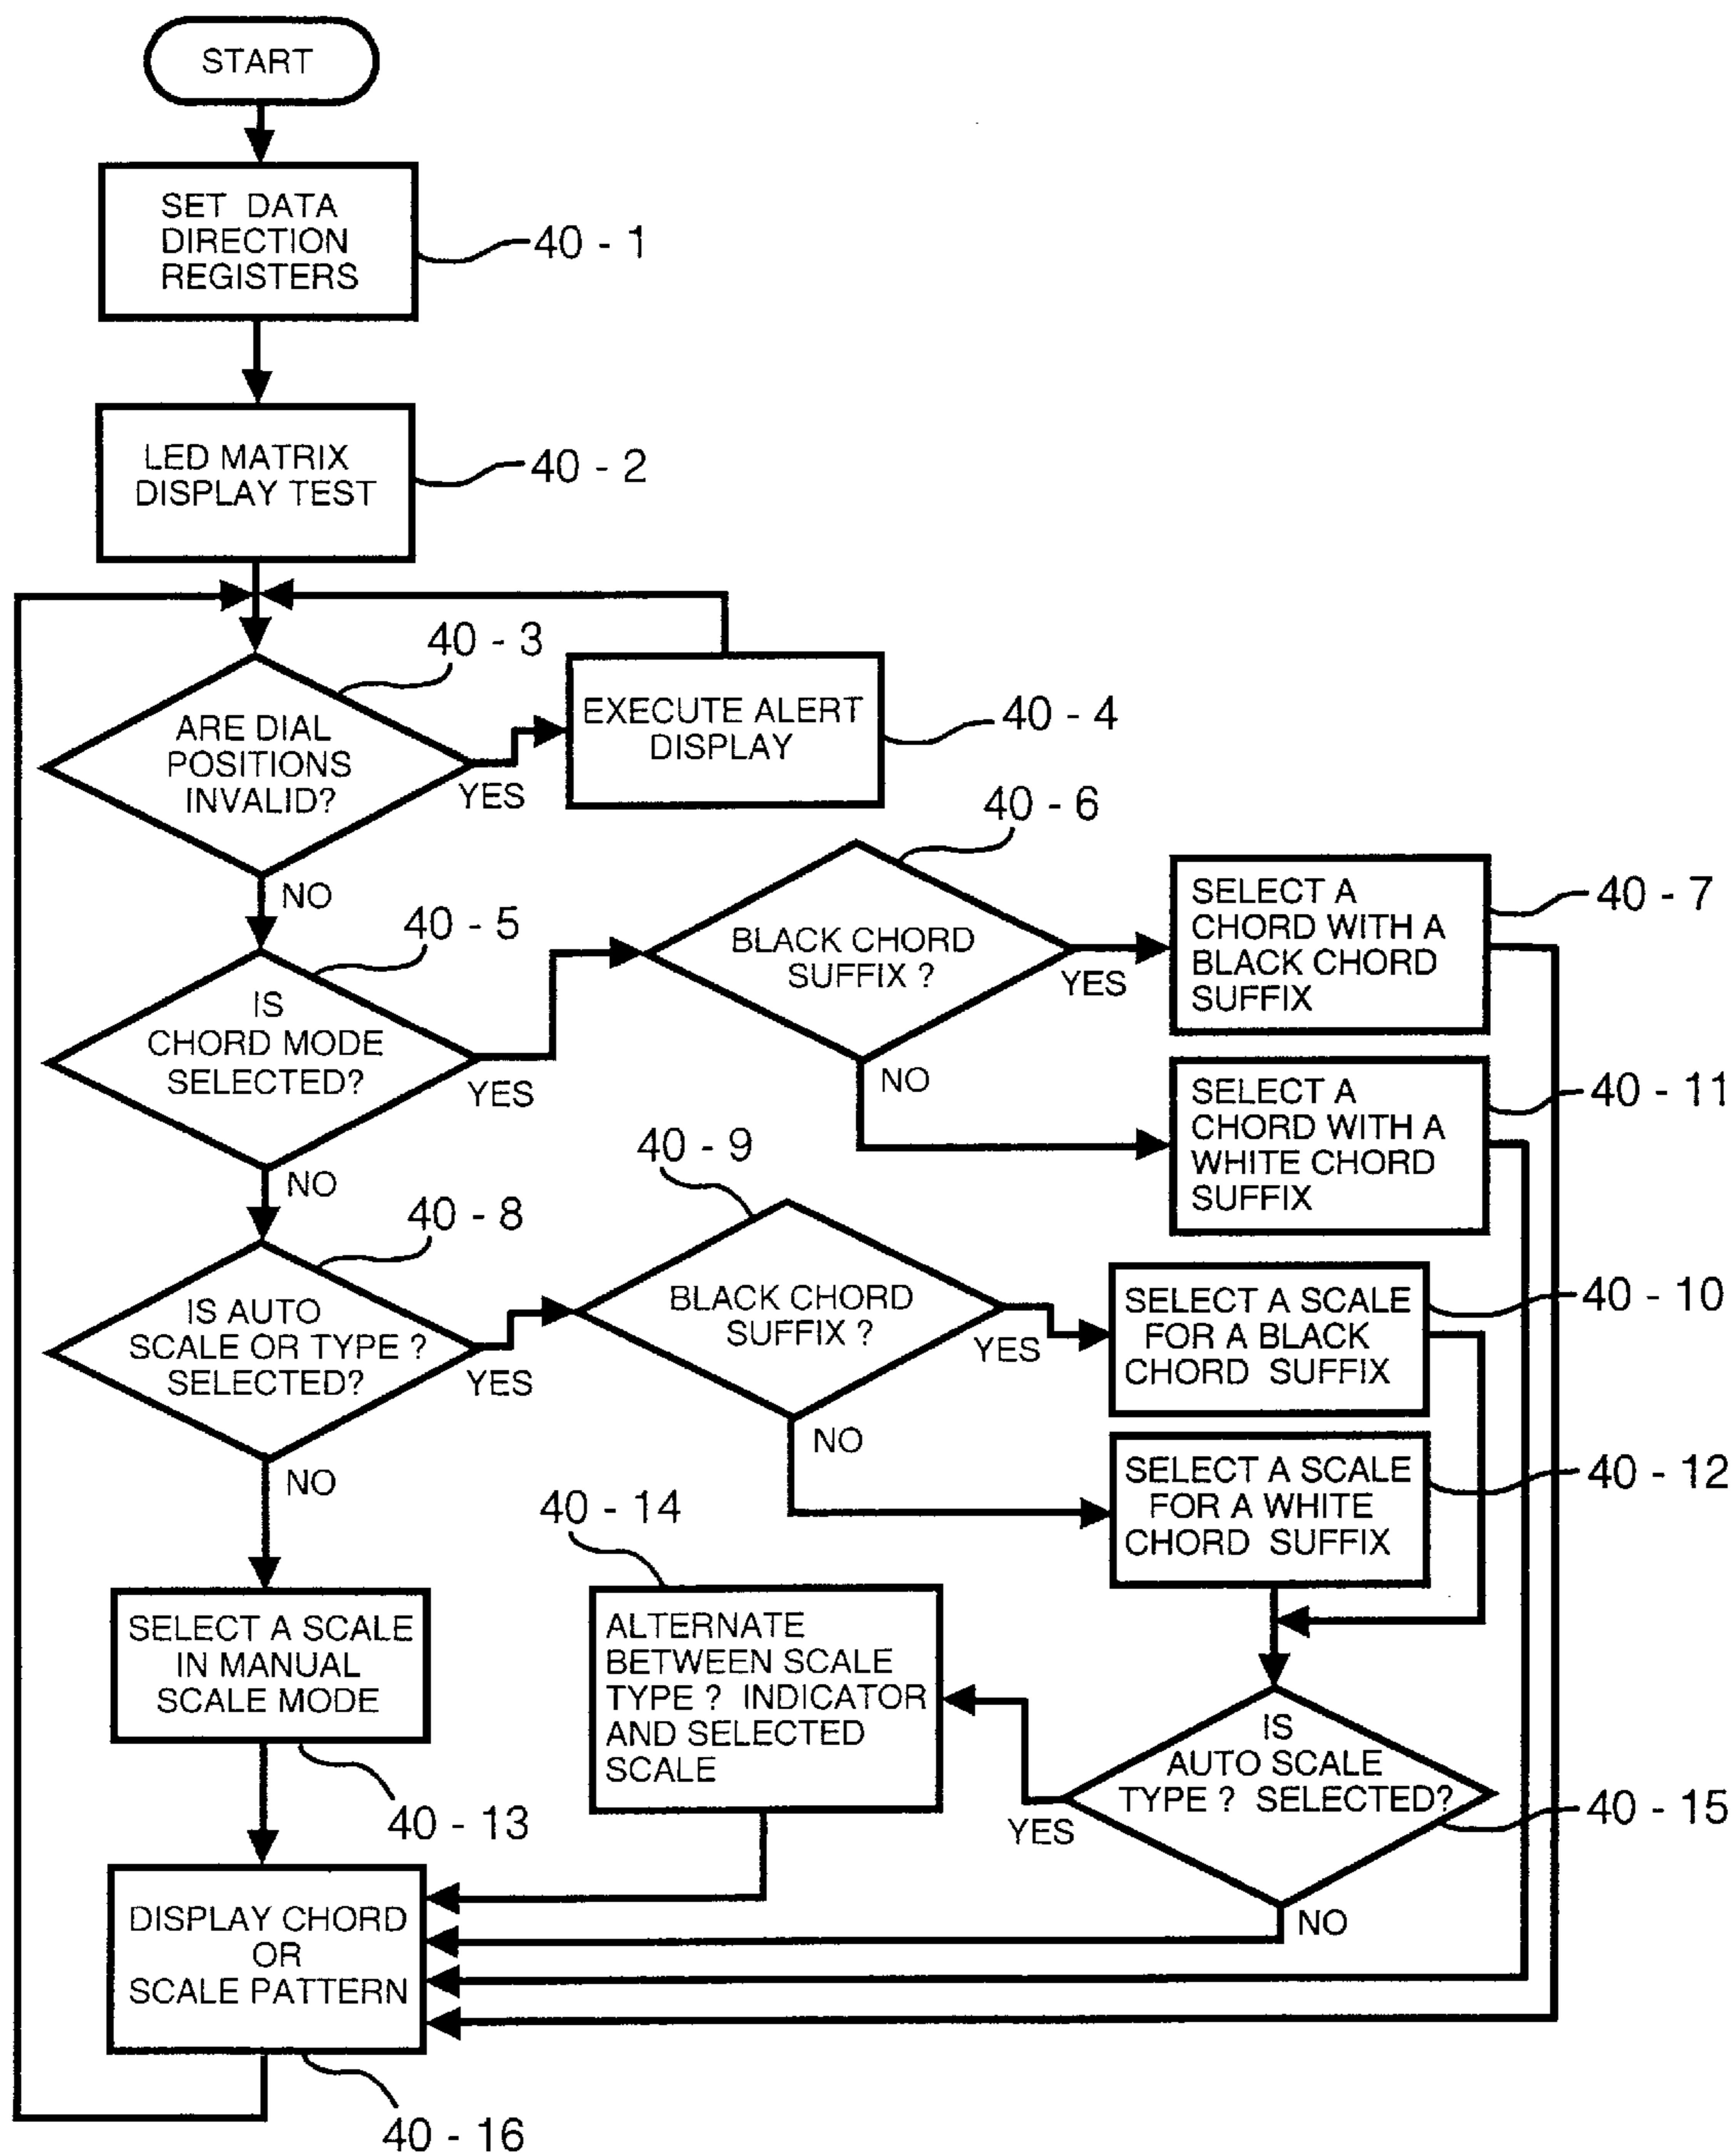 START
SET DATA
DIRECTION
REGISTERS
40 - 1
LED MATRIX
DISPLAY TEST
40 - 2
40 - 3
ARE DIAL
POSITIONS
INVALID?
YES
NO
EXECUTE ALERT
DISPLAY
40 - 4
40 - 5
IS
CHORD MODE
SELECTED?
YES
NO
40 - 6
BLACK CHORD
SUFFIX ?
YES
NO
SELECT A
CHORD WITH A
BLACK CHORD
SUFFIX
40 - 7
SELECT A
CHORD WITH A
WHITE CHORD
SUFFIX
40 - 11
40 - 8
IS AUTO
SCALE OR TYPE ?
SELECTED?
YES
NO
40 - 9
BLACK CHORD
SUFFIX ?
YES
NO
SELECT A SCALE
FOR A BLACK
CHORD SUFFIX
40 - 10
SELECT A SCALE
FOR A WHITE
CHORD SUFFIX
40 - 12
40 - 14
ALTERNATE
BETWEEN SCALE
TYPE ? INDICATOR
AND SELECTED
SCALE
IS
AUTO SCALE
TYPE ? SELECTED?
YES
NO
40 - 15
SELECT A SCALE
IN MANUAL
SCALE MODE
40 - 13
DISPLAY CHORD
OR
SCALE PATTERN
40 - 16